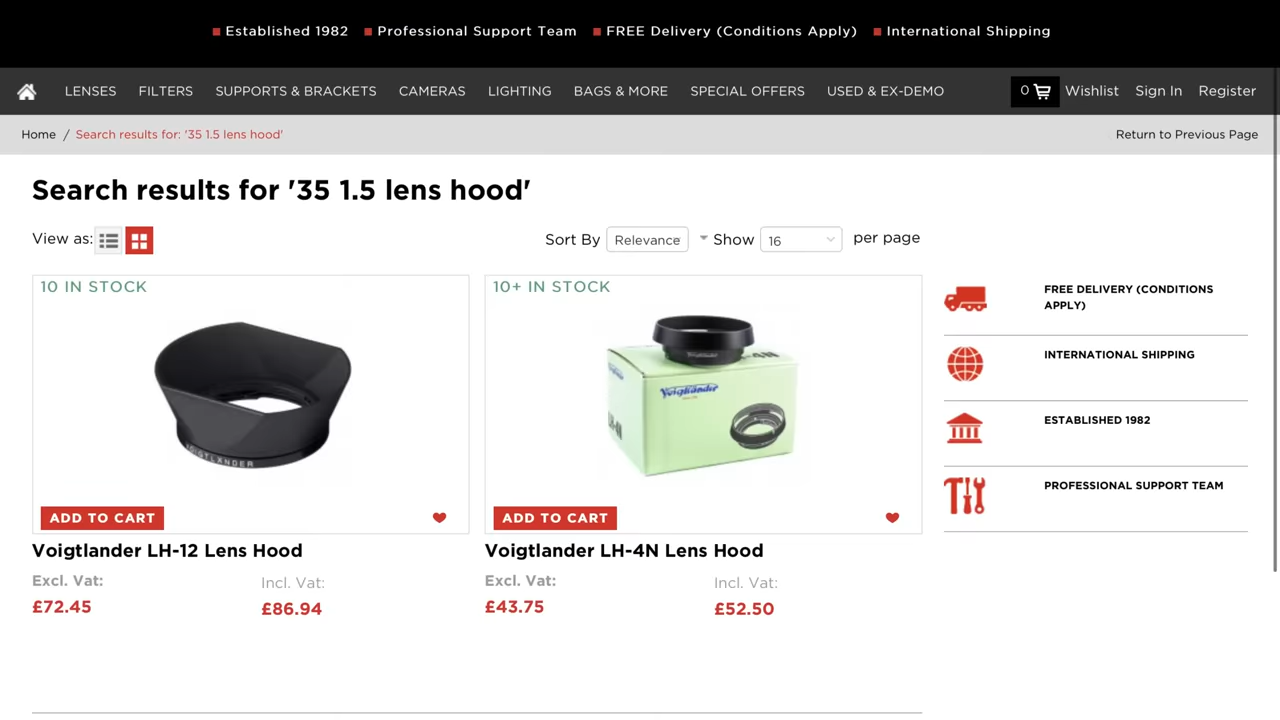 Established 1982 Professional Support Team FREE Delivery (Conditions Apply) International Shipping
LENSES FILTERS SUPPORTS & BRACKETS CAMERAS LIGHTING BAGS & MORE SPECIAL OFFERS USED & EX-DEMO 0 Wishlist Sign In Register
Home / Search results for: '35 1.5 lens hood' Return to Previous Page
Search results for '35 1.5 lens hood'
View as: Sort By Relevance Show 16 per page
10 IN STOCK
VOIGTLANDER
ADD TO CART
Voigtlander LH-12 Lens Hood
Excl. Vat: Incl. Vat:
£72.45 £86.94
10+ IN STOCK
Voigtlander
LH-4N
ADD TO CART
Voigtlander LH-4N Lens Hood
Excl. Vat: Incl. Vat:
£43.75 £52.50
FREE DELIVERY (CONDITIONS
APPLY)
INTERNATIONAL SHIPPING
ESTABLISHED 1982
PROFESSIONAL SUPPORT TEAM